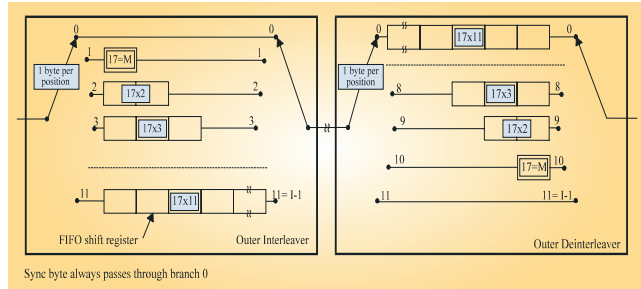 0 0
1 17=M 1
1 byte per
position
2 17x2 2
3 17x3 3
11 17x11 11= I-1
FIFO shift register
Outer Interleaver
0 17x11 0
1 byte per
position
8 17x3 8
9 17x2 9
10 17=M 10
11 11= I-1
Outer Deinterleaver
Sync byte always passes through branch 0